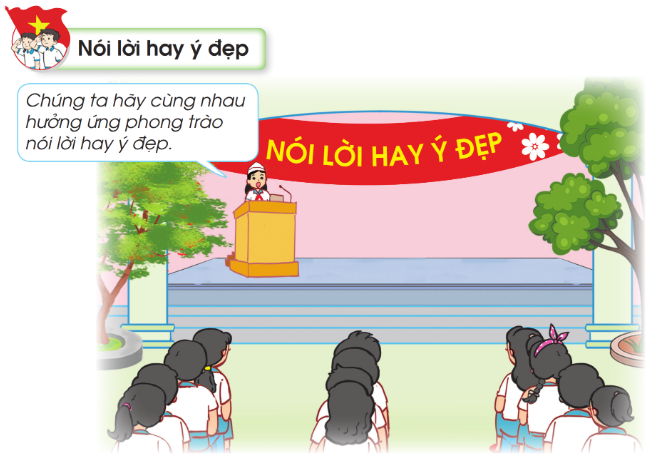 Nói lời hay ý đẹp
Chúng ta hãy cùng nhau
hưởng ứng phong trào
nói lời hay ý đẹp.
NÓI LỜI HAY Ý ĐẸP